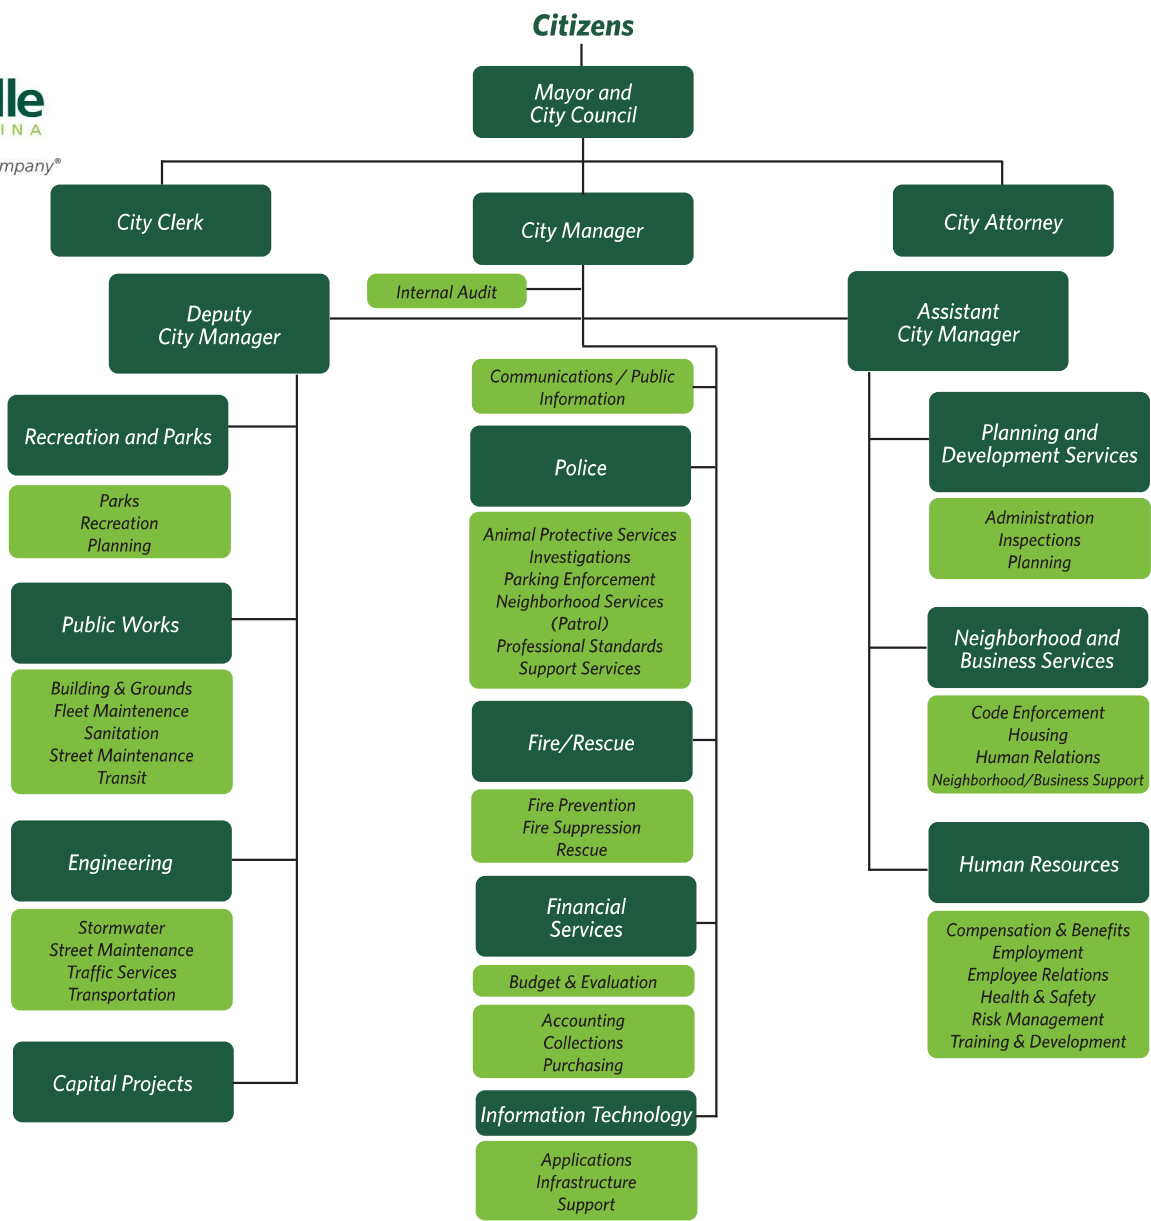 Citizens
lle
INA
mpany®
Mayor and
City Council
City Clerk
City Manager
City Attorney
Internal Audit
Deputy
City Manager
Assistant
City Manager
Recreation and Parks
Parks
Recreation
Planning
Public Works
Building & Grounds
Fleet Maintenence
Sanitation
Street Maintenance
Transit
Engineering
Stormwater
Street Maintenance
Traffic Services
Transportation
Capital Projects
Communications / Public
Information
Police
Animal Protective Services
Investigations
Parking Enforcement
Neighborhood Services
(Patrol)
Professional Standards
Support Services
Fire/Rescue
Fire Prevention
Fire Suppression
Rescue
Financial
Services
Budget & Evaluation
Accounting
Collections
Purchasing
Information Technology
Applications
Infrastructure
Support
Planning and
Development Services
Administration
Inspections
Planning
Neighborhood and
Business Services
Code Enforcement
Housing
Human Relations
Neighborhood/Business Support
Human Resources
Compensation & Benefits
Employment
Employee Relations
Health & Safety
Risk Management
Training & Development